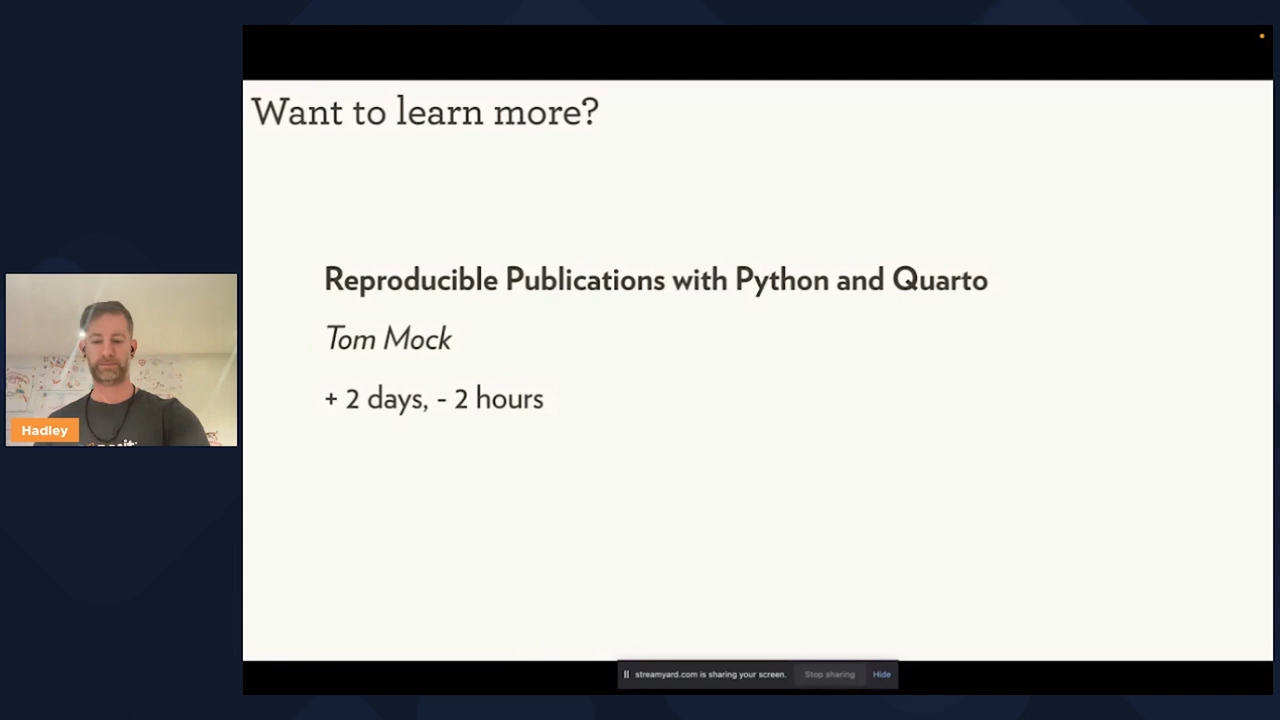 Want to learn more?
Reproducible Publications with Python and Quarto
Tom Mock
+ 2 days, - 2 hours
Hadley
streamyard.com is sharing your screen. Stop sharing Hide